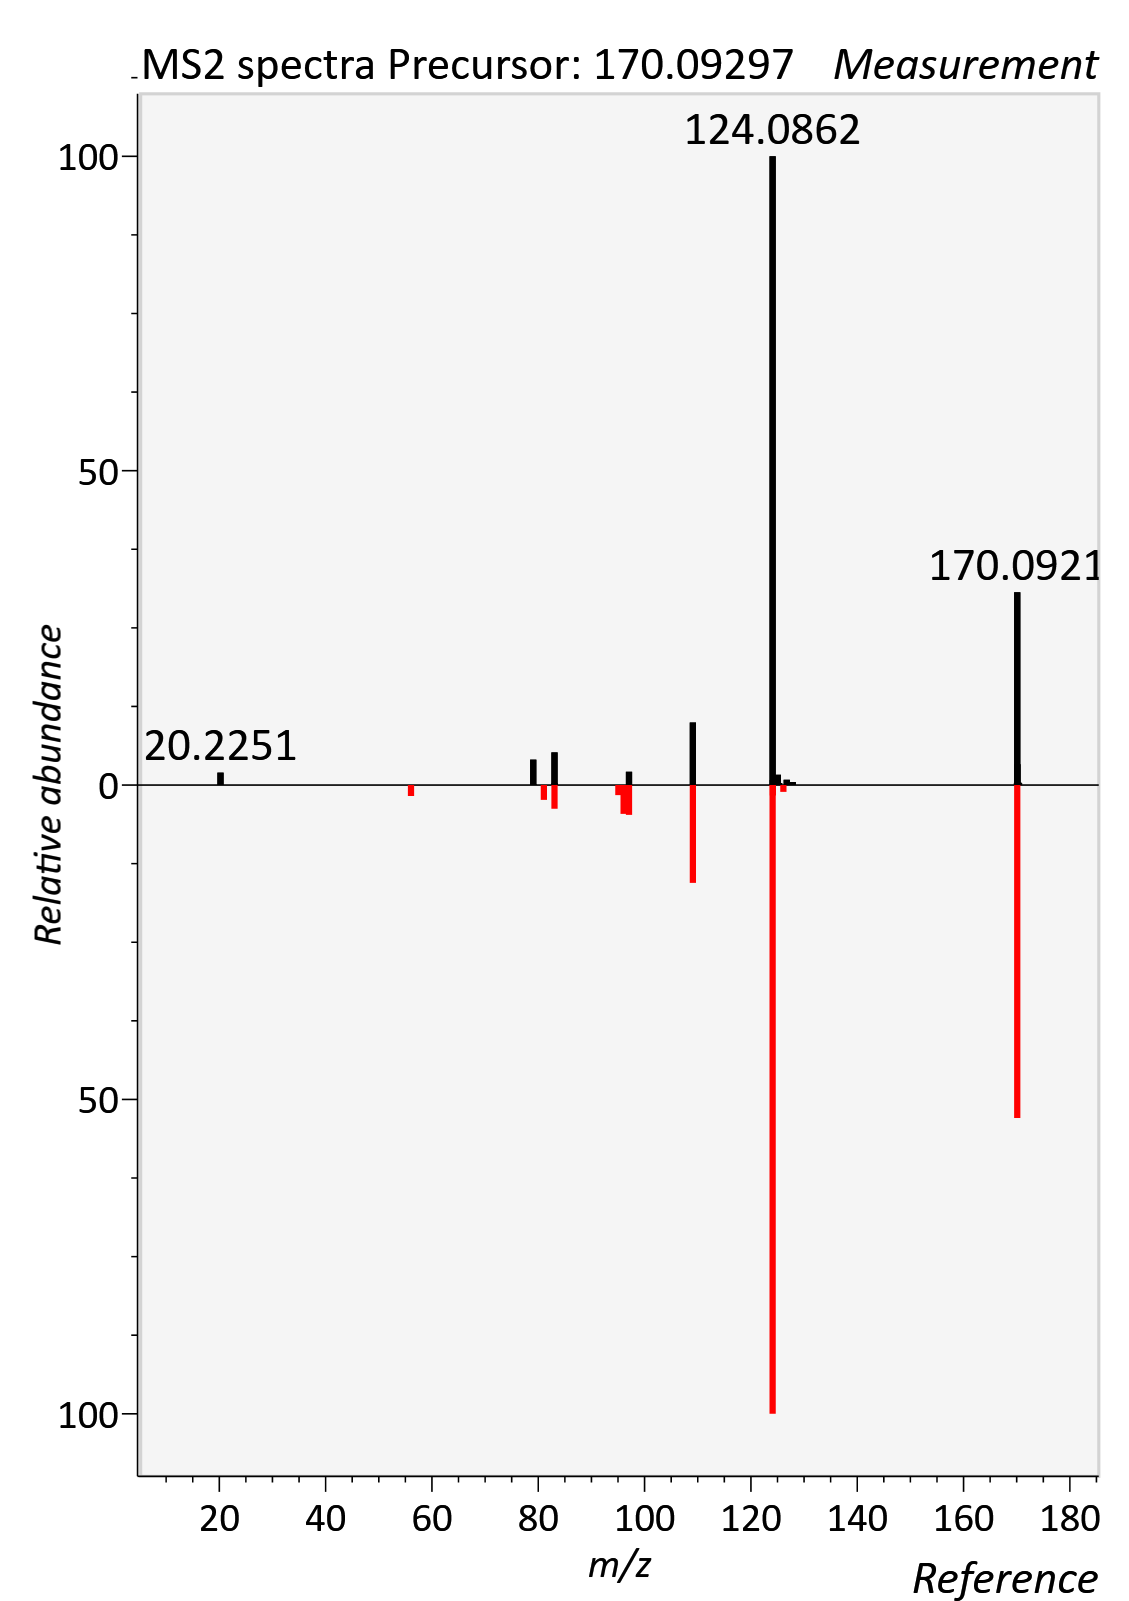 MS2 spectra Precursor: 170.09297 Measurement
124.0862
100
50
170.0921
20.2251
0
Relative abundance
50
100
20 40 60 80 100 120 140 160 180
m/z
Reference